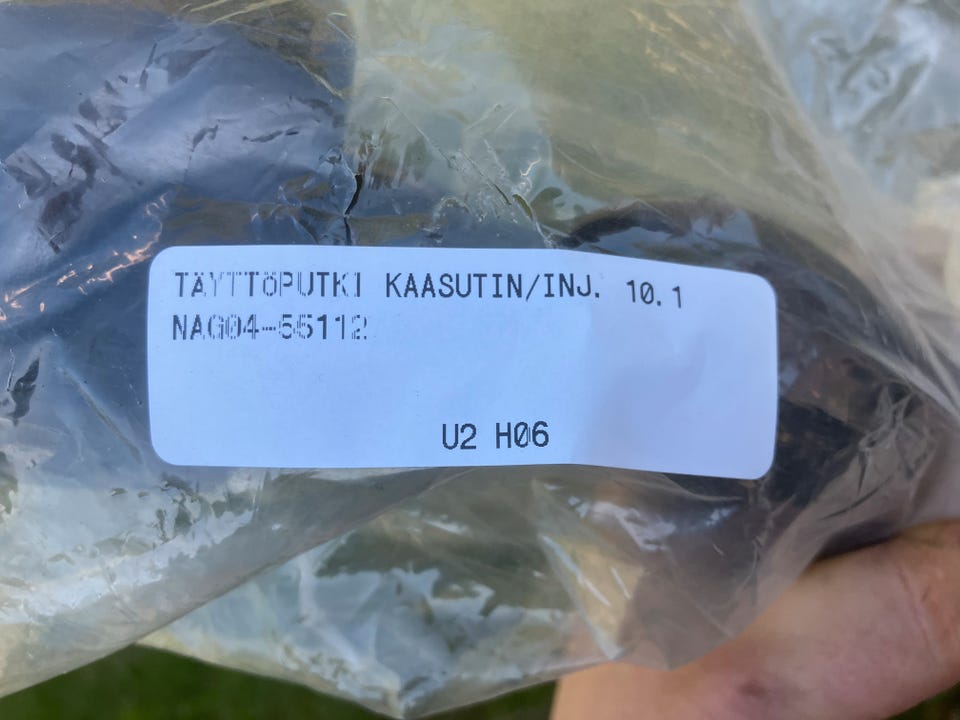 TÄYTTöPUTKI KAASUTIN/INJ. 10.1
NAG04-55112
U2 H06